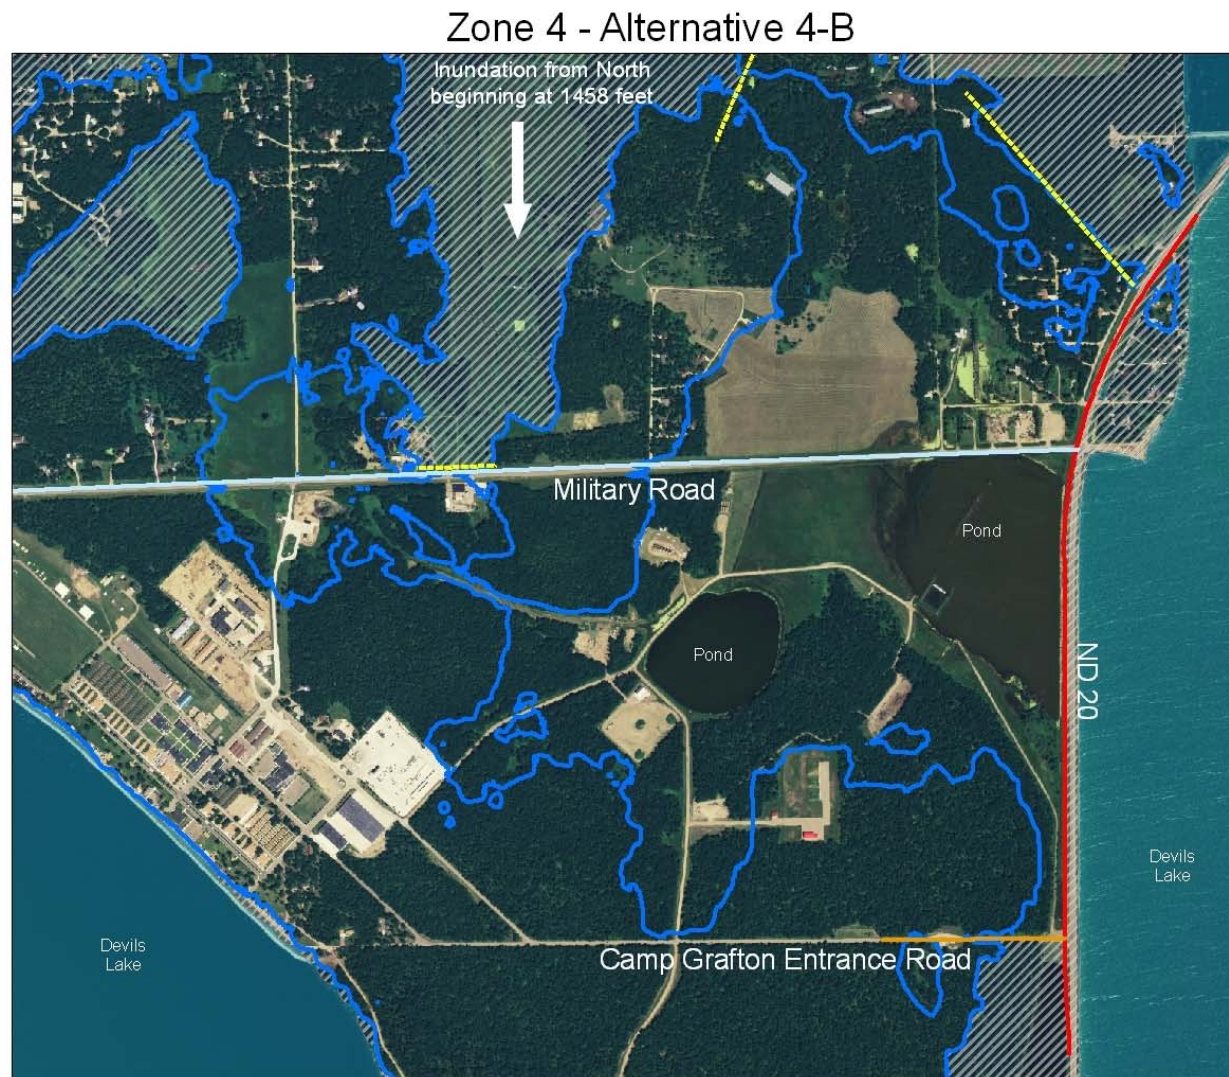 Zone 4 - Alternative 4-B
Inundation from North
beginning at 1458 feet
Military Road
Pond
Pond
ND 20
Devils
Lake
Devils
Lake
Camp Grafton Entrance Road